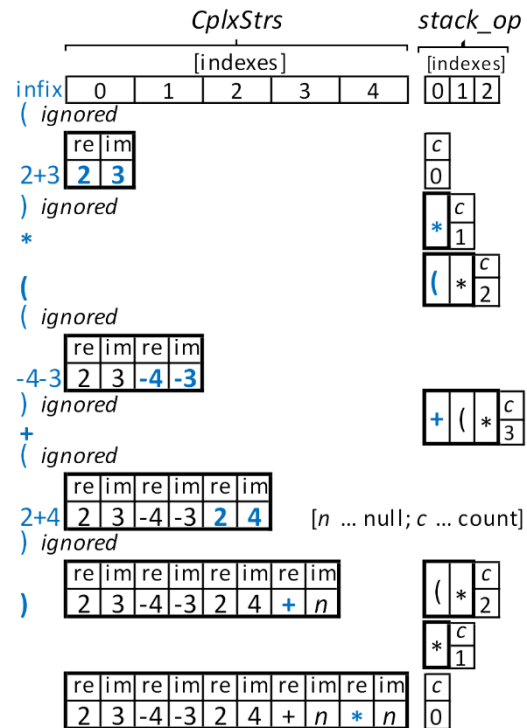 CplxStrs stack_op
[indexes] [indexes]
infix 0 1 2 3 4 0 1 2
( ignored
re im c
2+3 2 3 0
) ignored
* * c 1
( ( * c 2
( ignored
re im re im
-4-3 2 3 -4 -3
) ignored
+ + ( * c 3
( ignored
re im re im re im
2+4 2 3 -4 -3 2 4 [n ... null; c ... count]
) ignored
re im re im re im re im c
) 2 3 -4 -3 2 4 + n ( * 2
* c 1
re im re im re im re im re im c
2 3 -4 -3 2 4 + n * n 0